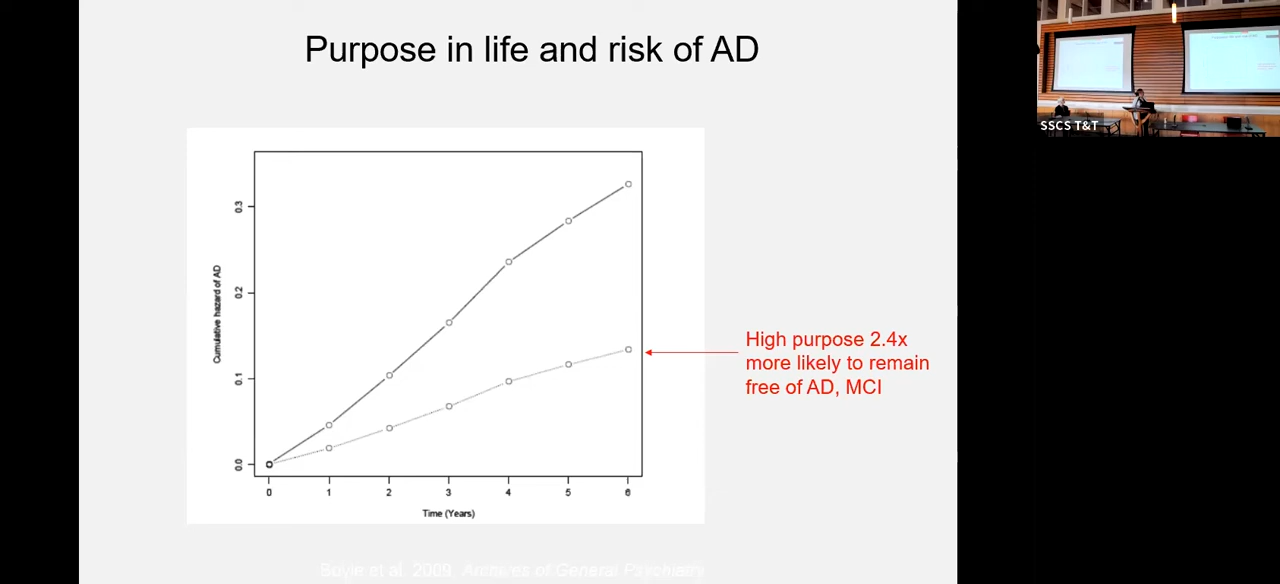 Purpose in life and risk of AD
SSCS T&T
Cumulative hazard of AD
0.3
0.2
0.1
0.0
0 1 2 3 4 5 6
Time (Years)
High purpose 2.4x
more likely to remain
free of AD, MCI
Boyle et al. 2009. Archives of General Psychiatry